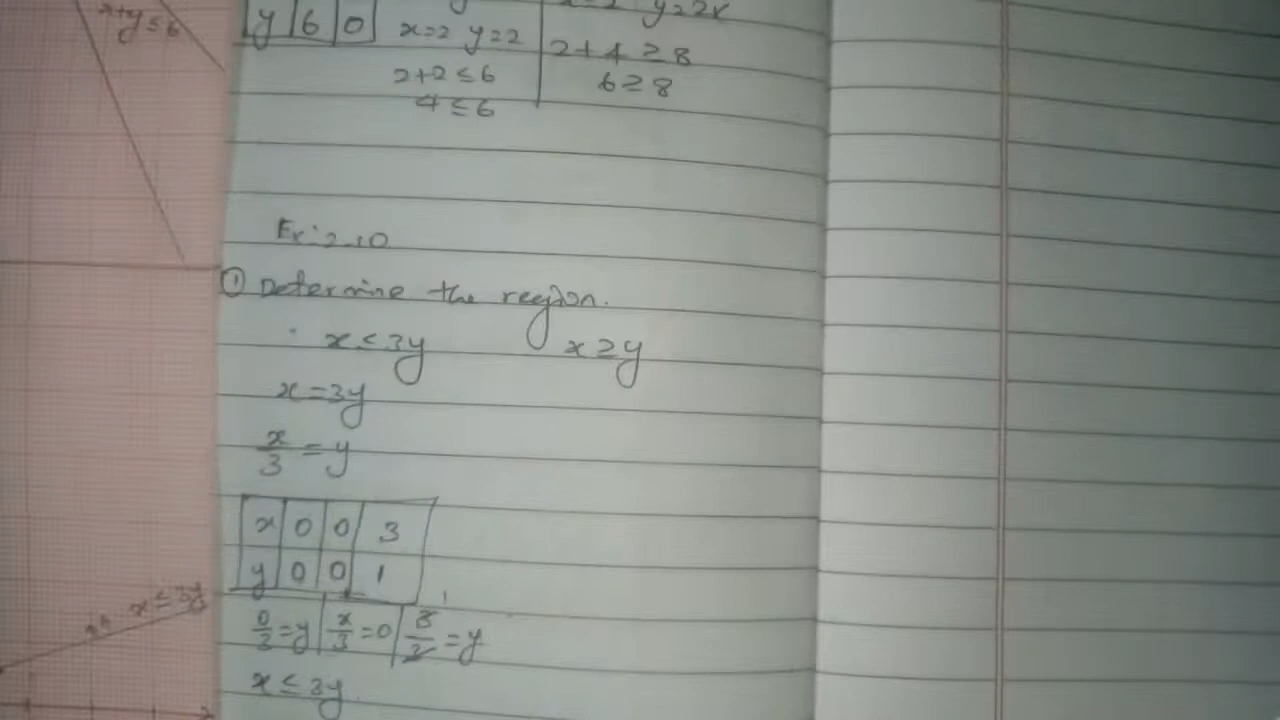 x+y≤6
y 6 0 x=2 y=2
2+2≤6
4≤6
y=2x
2+4≥8
6≥8
Ex:2.10
① Determine the region.
x≤3y x≥y
x=3y
x/3=y
x 0 0 3
y 0 0 1
0/3=y x/3=0 3/3=y
x≤3y
x≤3y